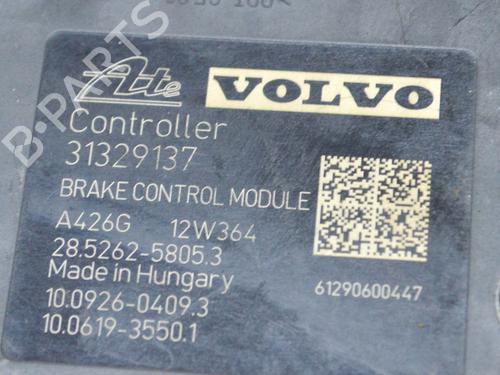 Ate VOLVO
Controller
31329137
BRAKE CONTROL MODULE
A426G 12W364
28.5262-5805.3
Made in Hungary
10.0926-0409.3
10.0619-3550.1
61290600447
B-PARTS